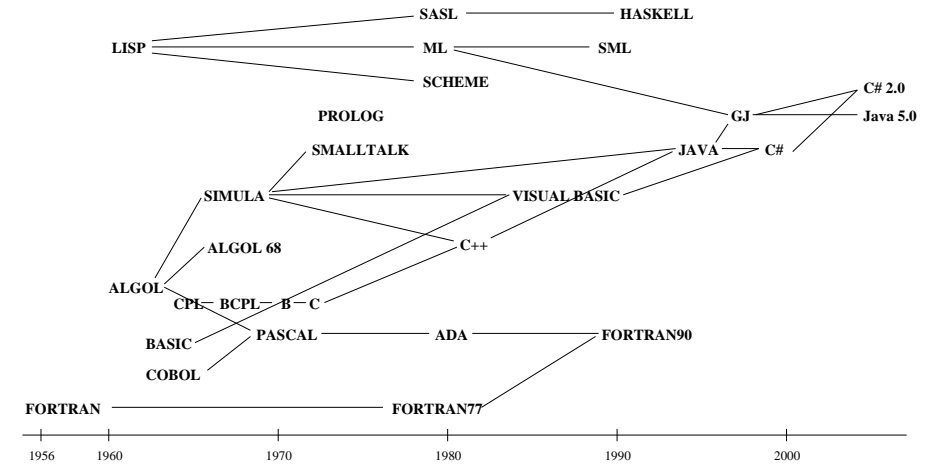 SASL HASKELL
LISP ML SML
SCHEME
C# 2.0
PROLOG GJ Java 5.0
SMALLTALK JAVA C#
SIMULA VISUAL BASIC
ALGOL 68 C++
ALGOL
CPL BCPL B C
BASIC PASCAL ADA FORTRAN90
COBOL
FORTRAN FORTRAN77
1956 1960 1970 1980 1990 2000